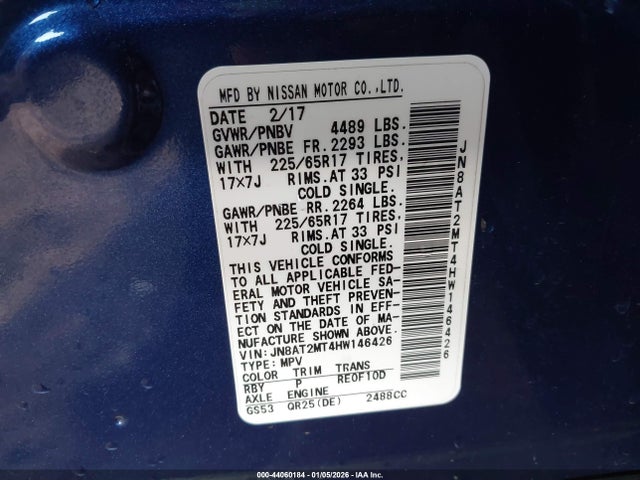 MFD BY NISSAN MOTOR CO.,LTD.
DATE 2/17
GVWR/PNBV 4489 LBS.
GAWR/PNBE FR. 2293 LBS.
WITH 225/65R17 TIRES,
17×7J RIMS.AT 33 PSI
COLD SINGLE.
GAWR/PNBE RR. 2264 LBS.
WITH 225/65R17 TIRES,
17×7J RIMS.AT 33 PSI
COLD SINGLE.
THIS VEHICLE CONFORMS
TO ALL APPLICABLE FED-
ERAL MOTOR VEHICLE SA-
FETY AND THEFT PREVEN-
TION STANDARDS IN EFF-
ECT ON THE DATE OF MA-
NUFACTURE SHOWN ABOVE.
VIN:JN8AT2MT4HW146426
TYPE:MPV
COLOR TRIM TRANS
RBY P RE0F10D
AXLE ENGINE
GS53 QR25(DE) 2488CC
JN8AT2MT4HW146426
000-44060184 - 01/05/2026 - IAA Inc.